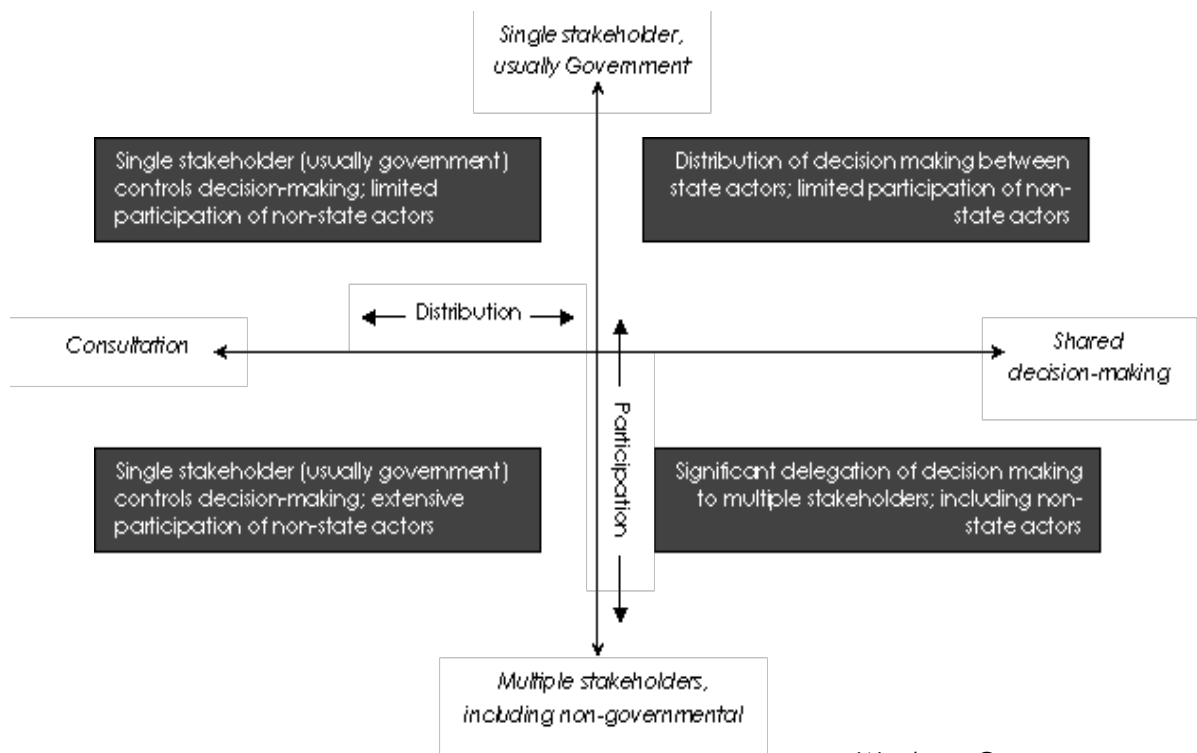 Single stakeholder,
usually Government
Single stakeholder (usually government)
controls decision-making; limited
participation of non-state actors
Distribution of decision making between
state actors; limited participation of non-
state actors
Distribution
Consultation
Shared
decision-making
Participation
Single stakeholder (usually government)
controls decision-making; extensive
participation of non-state actors
Significant delegation of decision making
to multiple stakeholders; including non-
state actors
Multiple stakeholders,
including non-governmental